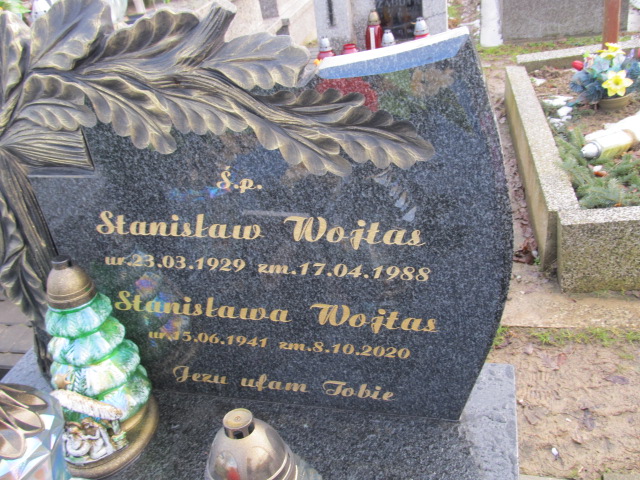 Ś.p.
Stanisław Wojtas
ur.23.03.1929 zm.17.04.1988
Stanisława Wojtas
ur.15.06.1941 zm.8.10.2020
Jezu ufam Tobie